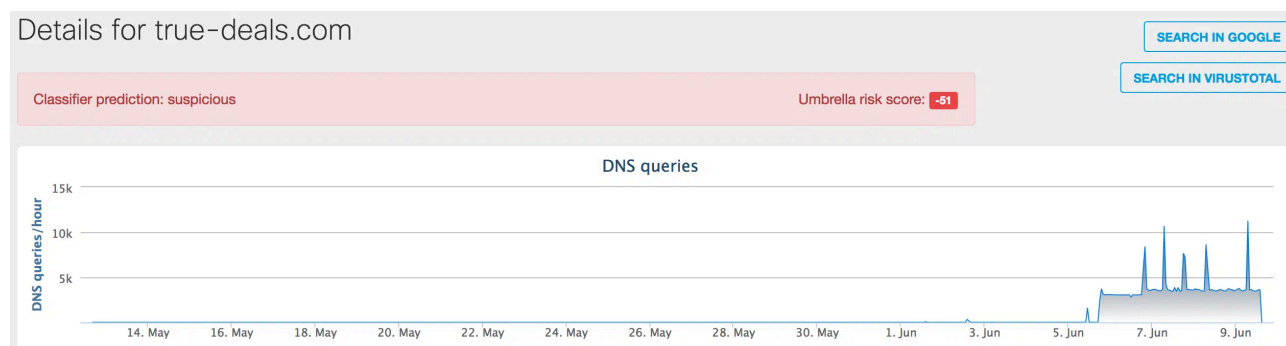 Details for true-deals.com
SEARCH IN GOOGLE
SEARCH IN VIRUSTOTAL
Classifier prediction: suspicious
Umbrella risk score: -51
DNS queries
DNS queries/hour
15k
10k
5k
14. May 16. May 18. May 20. May 22. May 24. May 26. May 28. May 30. May 1. Jun 3. Jun 5. Jun 7. Jun 9. Jun